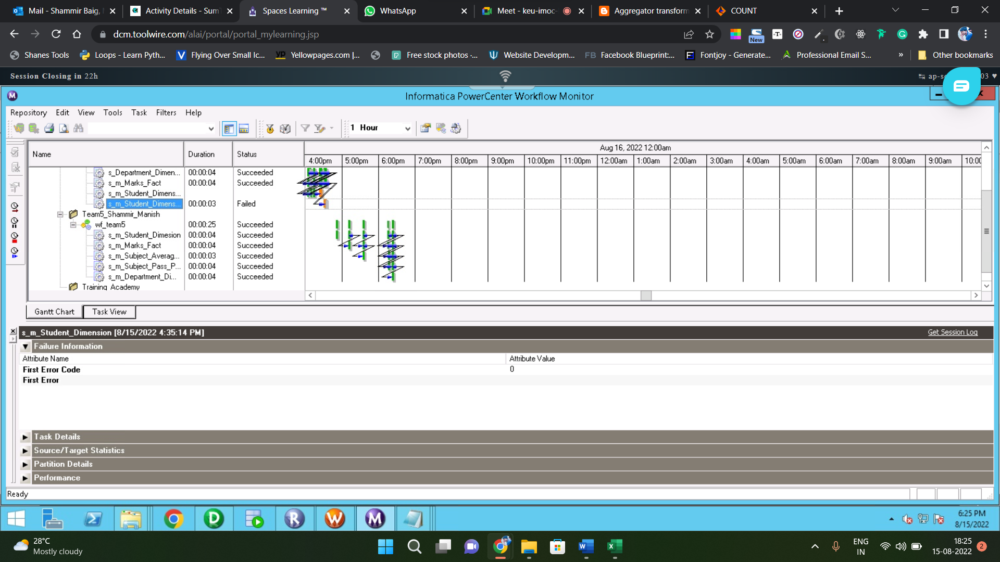 Mail - Shammir Baig,
Activity Details - Sum
Spaces Learning ™
WhatsApp
Meet - keu-imoc-
Aggregator transform
COUNT
dcm.toolwire.com/alai/portal/portal_mylearning.jsp
New
Shanes Tools
Loops - Learn Pyth...
Flying Over Small Ic...
Yellowpages.com |...
Free stock photos ·...
Website Developm...
FB Facebook Blueprint:...
Fontjoy - Generate...
Professional Email S...
»
Other bookmarks
Session Closing in 22h
03
Informatica PowerCenter Workflow Monitor
Repository Edit View Tools Task Filters Help
1 Hour
Name Duration Status
Aug 16, 2022 12:00am
4:00pm 5:00pm 6:00pm 7:00pm 8:00pm 9:00pm 10:00pm 11:00pm 12:00am 1:00am 2:00am 3:00am 4:00am 5:00am 6:00am 7:00am 8:00am 9:00am 10:00
s_Department_Dimen... 00:00:04 Succeeded
s_m_Marks_Fact 00:00:04 Succeeded
s_m_Student_Dimens...
s_m_Student_Dimens... 00:00:03 Failed
Team5_Shammir_Manish
wf_team5 00:00:25 Succeeded
s_m_Student_Dimesion 00:00:04 Succeeded
s_m_Marks_Fact 00:00:04 Succeeded
s_m_Subject_Averag... 00:00:03 Succeeded
s_m_Subject_Pass_P... 00:00:04 Succeeded
s_m_Department_Di... 00:00:04 Succeeded
Training_Academy
Gantt Chart Task View
s_m_Student_Dimension [8/15/2022 4:35:14 PM]
Get Session Log
Failure Information
Attribute Name Attribute Value
First Error Code 0
First Error
Task Details
Source/Target Statistics
Partition Details
Performance
Ready
6:25 PM
8/15/2022
28°C
Mostly cloudy
ENG
IN
18:25
15-08-2022
2